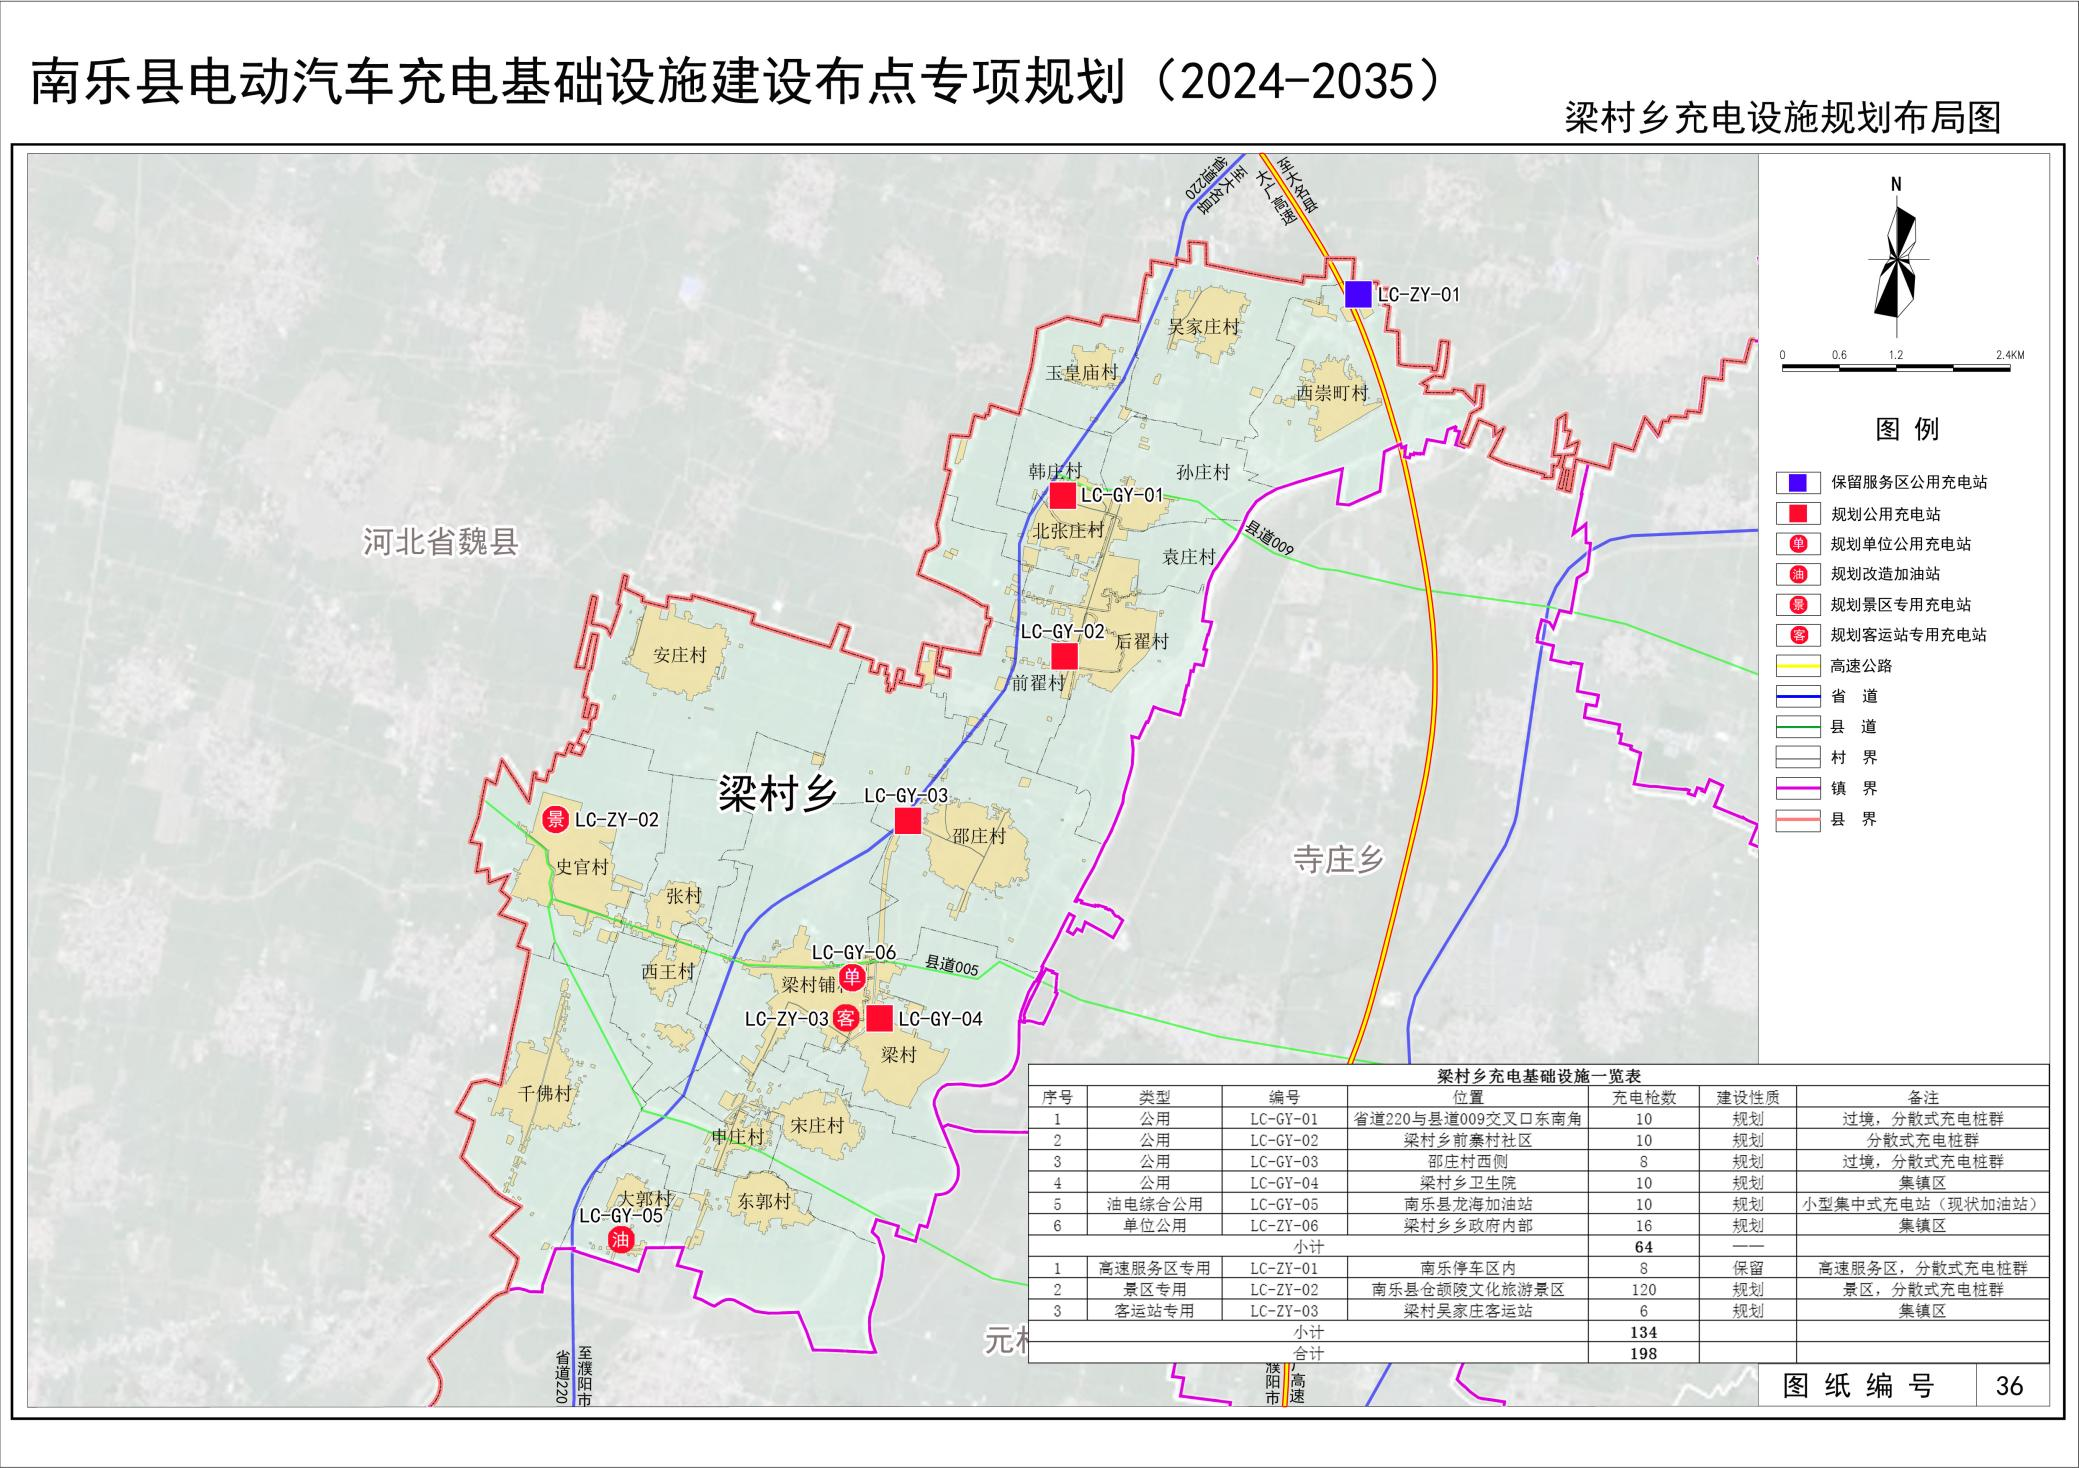 南乐县电动汽车充电基础设施建设布点专项规划（2024-2035）
梁村乡充电设施规划布局图
省道220
至大名县
大广高速
至大名县
LC-ZY-01
吴家庄村
玉皇庙村
西崇町村
韩庄村
孙庄村
LC-GY-01
北张庄村
县道009
袁庄村
河北省魏县
LC-GY-02
后翟村
前翟村
安庄村
梁村乡
LC-GY-03
邵庄村
景
LC-ZY-02
史官村
寺庄乡
张村
LC-GY-06
县道005
西王村
梁村铺
单
LC-ZY-03
客
LC-GY-04
梁村
千佛村
申庄村
宋庄村
大郭村
东郭村
LC-GY-05
油
省道220
至濮阳市
N
0 0.6 1.2 2.4KM
图 例
保留服务区公用充电站
规划公用充电站
单 规划单位公用充电站
油 规划改造加油站
景 规划景区专用充电站
客 规划客运站专用充电站
高速公路
省 道
县 道
村 界
镇 界
县 界
梁村乡充电基础设施一览表
序号 类型 编号 位置 充电枪数 建设性质 备注
1 公用 LC-GY-01 省道220与县道009交叉口东南角 10 规划 过境，分散式充电桩群
2 公用 LC-GY-02 梁村乡前寨村社区 10 规划 分散式充电桩群
3 公用 LC-GY-03 邵庄村西侧 8 规划 过境，分散式充电桩群
4 公用 LC-GY-04 梁村乡卫生院 10 规划 集镇区
5 油电综合公用 LC-GY-05 南乐县龙海加油站 10 规划 小型集中式充电站（现状加油站）
6 单位公用 LC-ZY-06 梁村乡乡政府内部 16 规划 集镇区
小计 64 ——
1 高速服务区专用 LC-ZY-01 南乐停车区内 8 保留 高速服务区，分散式充电桩群
2 景区专用 LC-ZY-02 南乐县仓颉陵文化旅游景区 120 规划 景区，分散式充电桩群
3 客运站专用 LC-ZY-03 梁村吴家庄客运站 6 规划 集镇区
小计 134
合计 198
元
濮阳市
高速
图纸编号 36